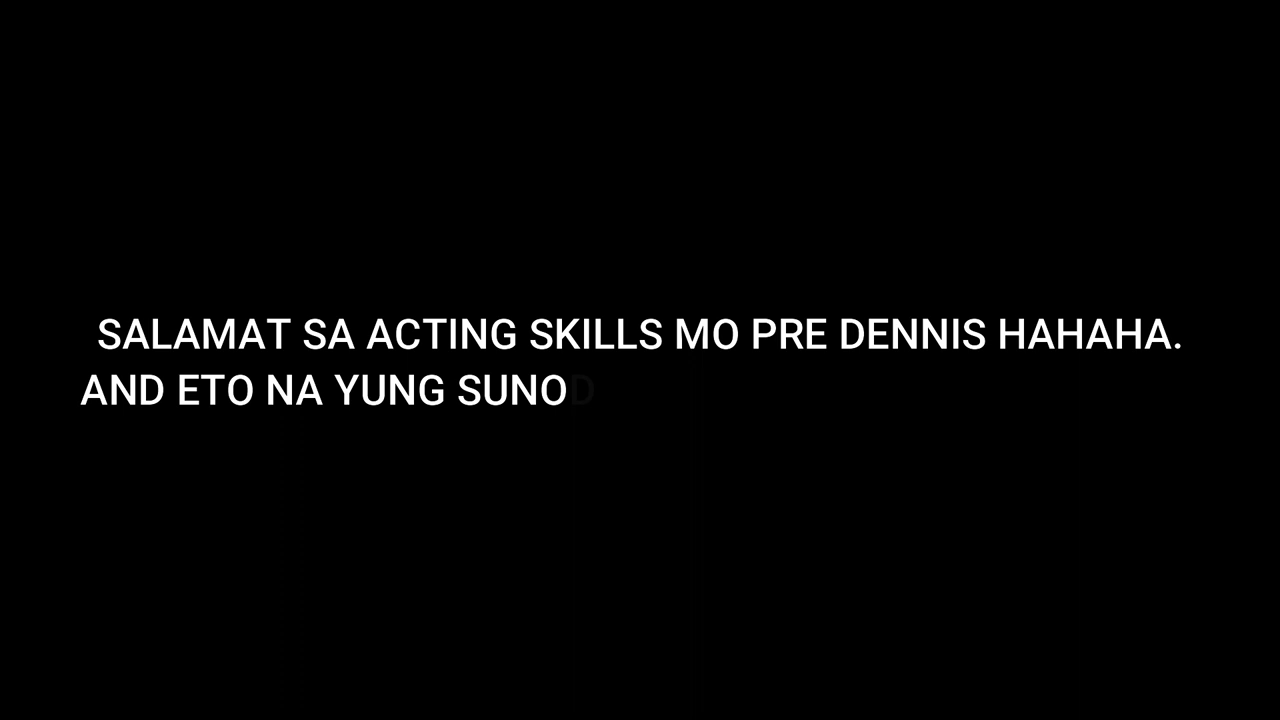 SALAMAT SA ACTING SKILLS MO PRE DENNIS HAHAHA.
AND ETO NA YUNG SUNOD